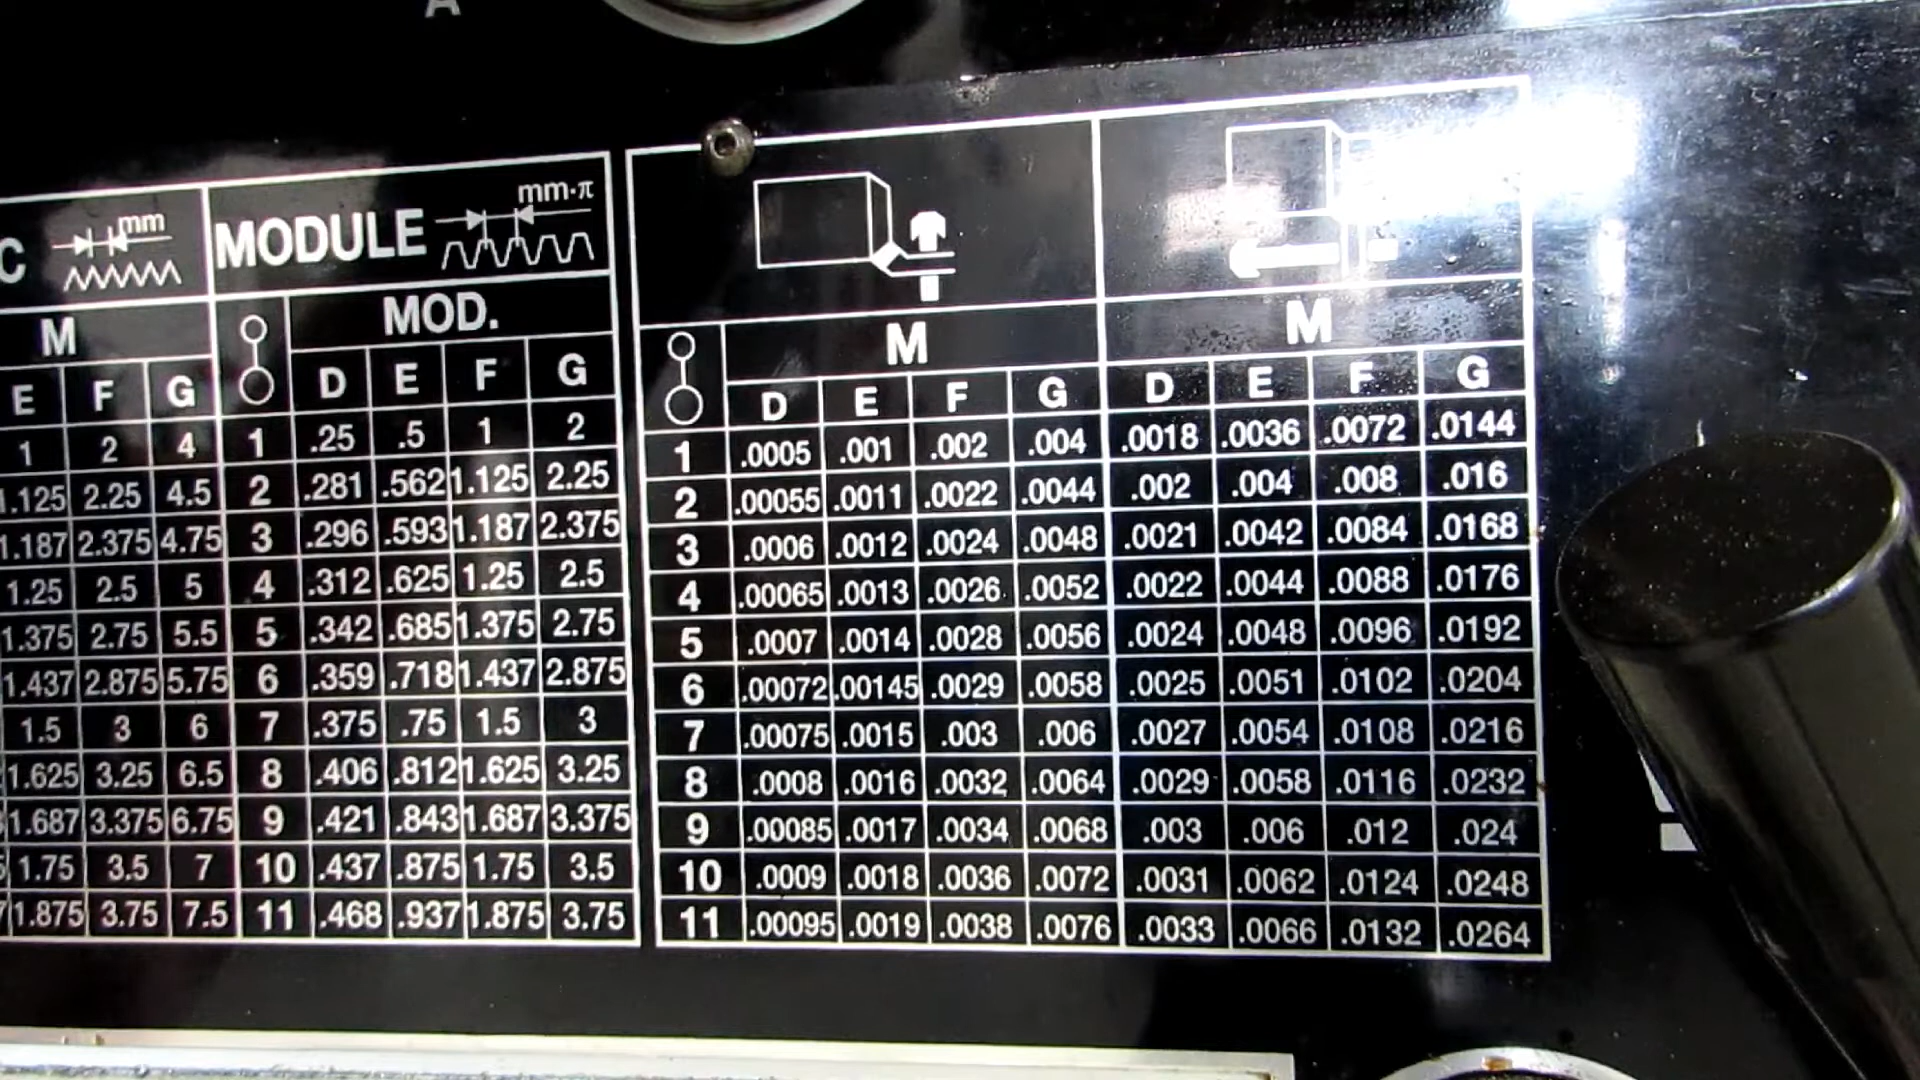 A
C mm MODULE mm·π
M MOD. M M
E F G D E F G D E F G D E F G
1 2 4 1 .25 .5 1 2 1 .0005 .001 .002 .004 .0018 .0036 .0072 .0144
1.125 2.25 4.5 2 .281 .562 1.125 2.25 2 .00055 .0011 .0022 .0044 .002 .004 .008 .016
1.187 2.375 4.75 3 .296 .593 1.187 2.375 3 .0006 .0012 .0024 .0048 .0021 .0042 .0084 .0168
1.25 2.5 5 4 .312 .625 1.25 2.5 4 .00065 .0013 .0026 .0052 .0022 .0044 .0088 .0176
1.375 2.75 5.5 5 .342 .685 1.375 2.75 5 .0007 .0014 .0028 .0056 .0024 .0048 .0096 .0192
1.437 2.875 5.75 6 .359 .718 1.437 2.875 6 .00072 .00145 .0029 .0058 .0025 .0051 .0102 .0204
1.5 3 6 7 .375 .75 1.5 3 7 .00075 .0015 .003 .006 .0027 .0054 .0108 .0216
1.625 3.25 6.5 8 .406 .812 1.625 3.25 8 .0008 .0016 .0032 .0064 .0029 .0058 .0116 .0232
1.687 3.375 6.75 9 .421 .843 1.687 3.375 9 .00085 .0017 .0034 .0068 .003 .006 .012 .024
1.75 3.5 7 10 .437 .875 1.75 3.5 10 .0009 .0018 .0036 .0072 .0031 .0062 .0124 .0248
1.875 3.75 7.5 11 .468 .937 1.875 3.75 11 .00095 .0019 .0038 .0076 .0033 .0066 .0132 .0264